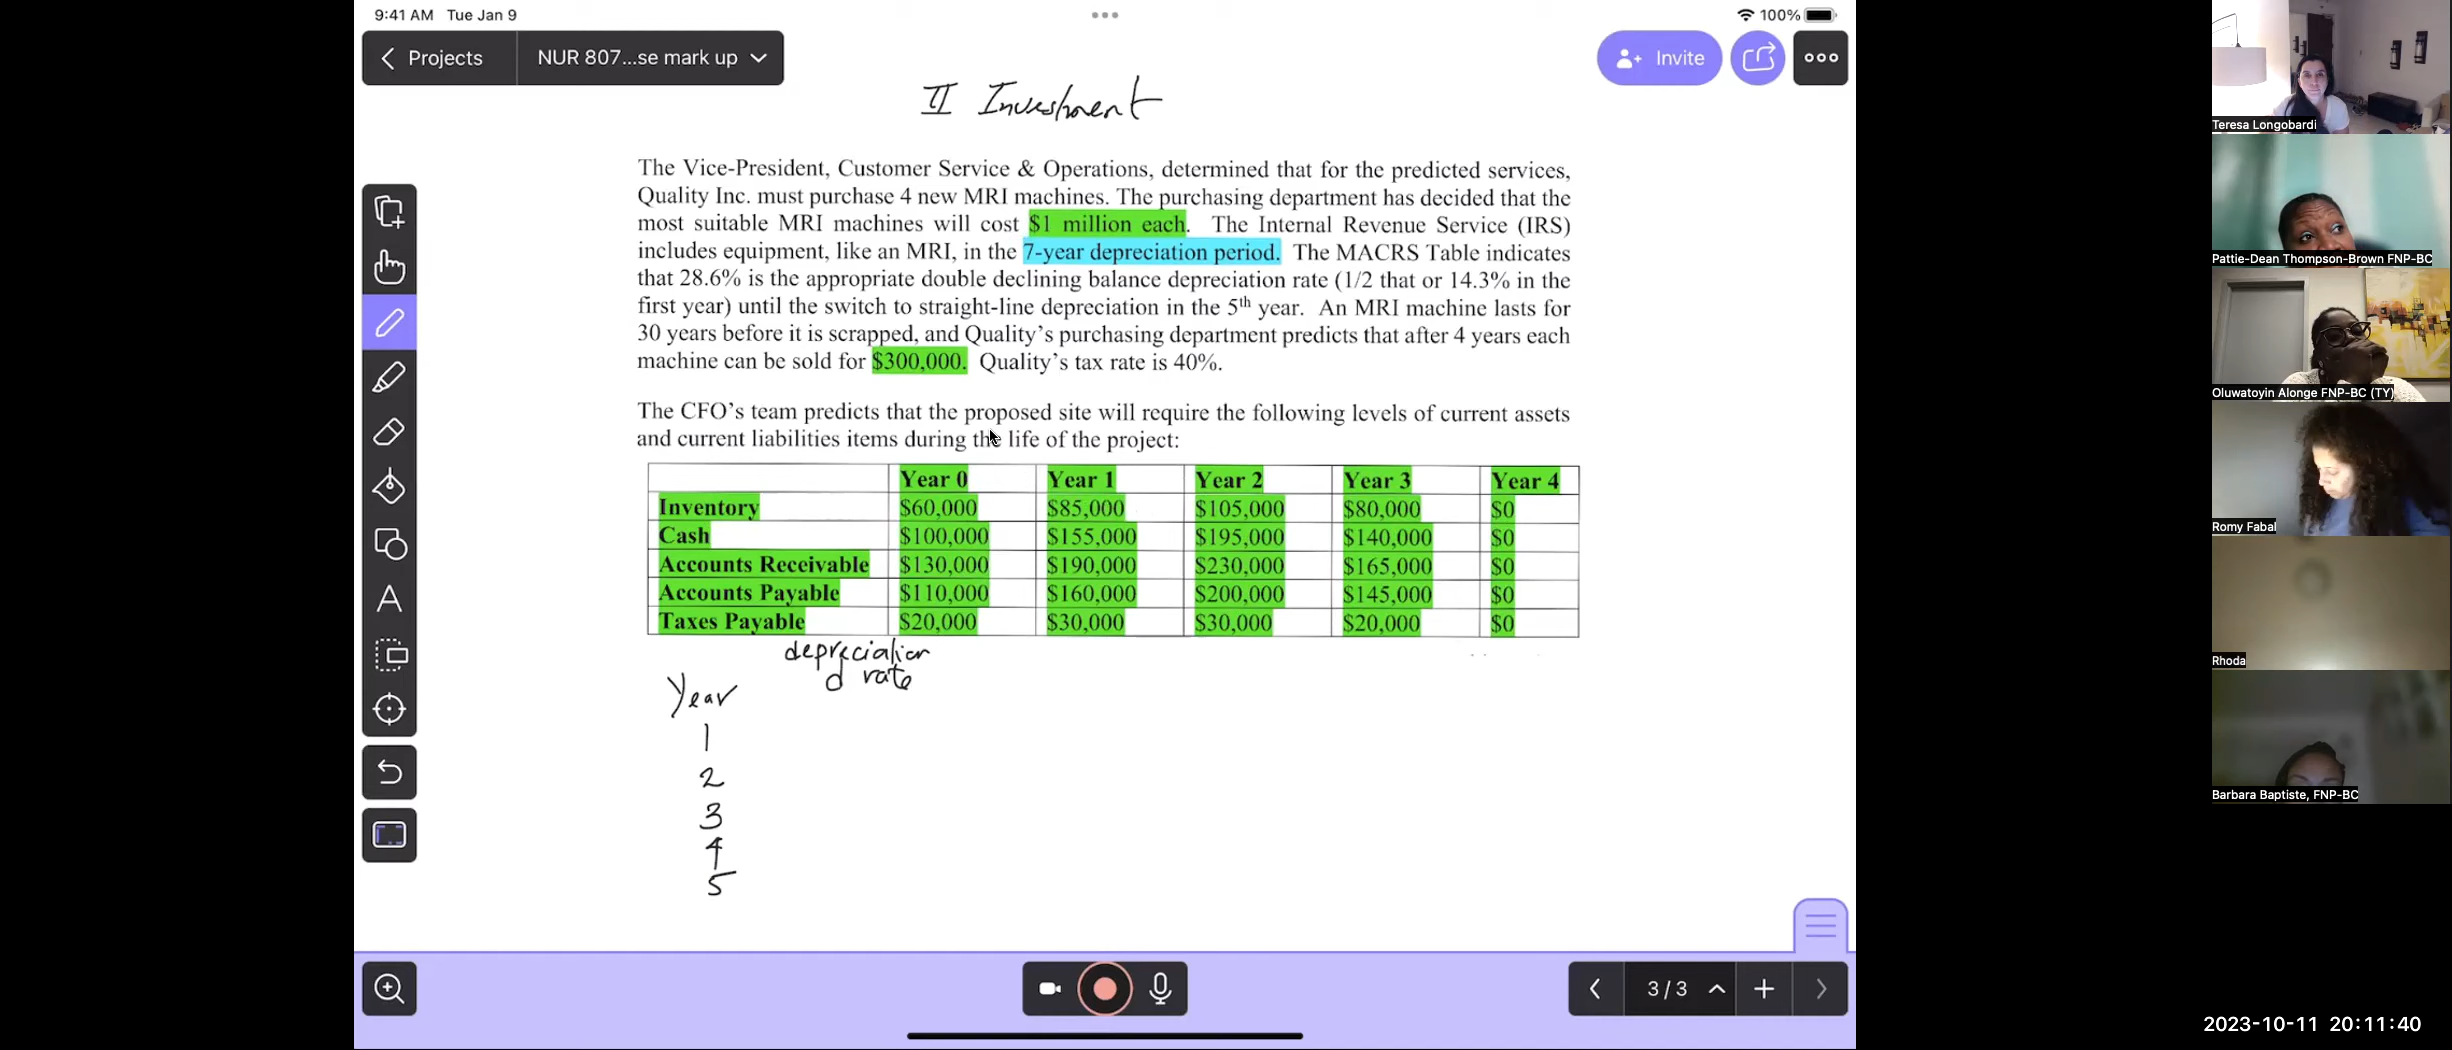 9:41 AM Tue Jan 9
100%
Projects
NUR 807...se mark up
Invite
II Investment
The Vice-President, Customer Service & Operations, determined that for the predicted services,
Quality Inc. must purchase 4 new MRI machines. The purchasing department has decided that the
most suitable MRI machines will cost $1 million each. The Internal Revenue Service (IRS)
includes equipment, like an MRI, in the 7-year depreciation period. The MACRS Table indicates
that 28.6% is the appropriate double declining balance depreciation rate (1/2 that or 14.3% in the
first year) until the switch to straight-line depreciation in the 5th year. An MRI machine lasts for
30 years before it is scrapped, and Quality's purchasing department predicts that after 4 years each
machine can be sold for $300,000. Quality's tax rate is 40%.
The CFO's team predicts that the proposed site will require the following levels of current assets
and current liabilities items during the life of the project:
Year 0 Year 1 Year 2 Year 3 Year 4
Inventory $60,000 $85,000 $105,000 $80,000 $0
Cash $100,000 $155,000 $195,000 $140,000 $0
Accounts Receivable $130,000 $190,000 $230,000 $165,000 $0
Accounts Payable $110,000 $160,000 $200,000 $145,000 $0
Taxes Payable $20,000 $30,000 $30,000 $20,000 $0
depreciation
d rate
Year
1
2
3
4
5
A
3/3
Teresa Longobardi
Pattie-Dean Thompson-Brown FNP-BC
Oluwatoyin Alonge FNP-BC (TY)
Romy Fabal
Rhoda
Barbara Baptiste, FNP-BC
2023-10-11 20:11:40